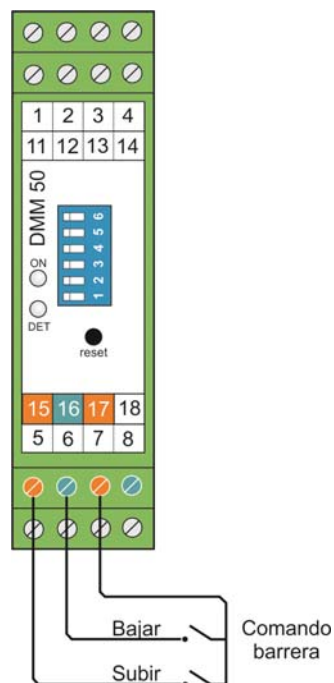 1 2 3 4
11 12 13 14
DMM 50
6
5
4
3
2
1
ON
DET
reset
15 16 17 18
5 6 7 8
Bajar
Subir
Comando
barrera